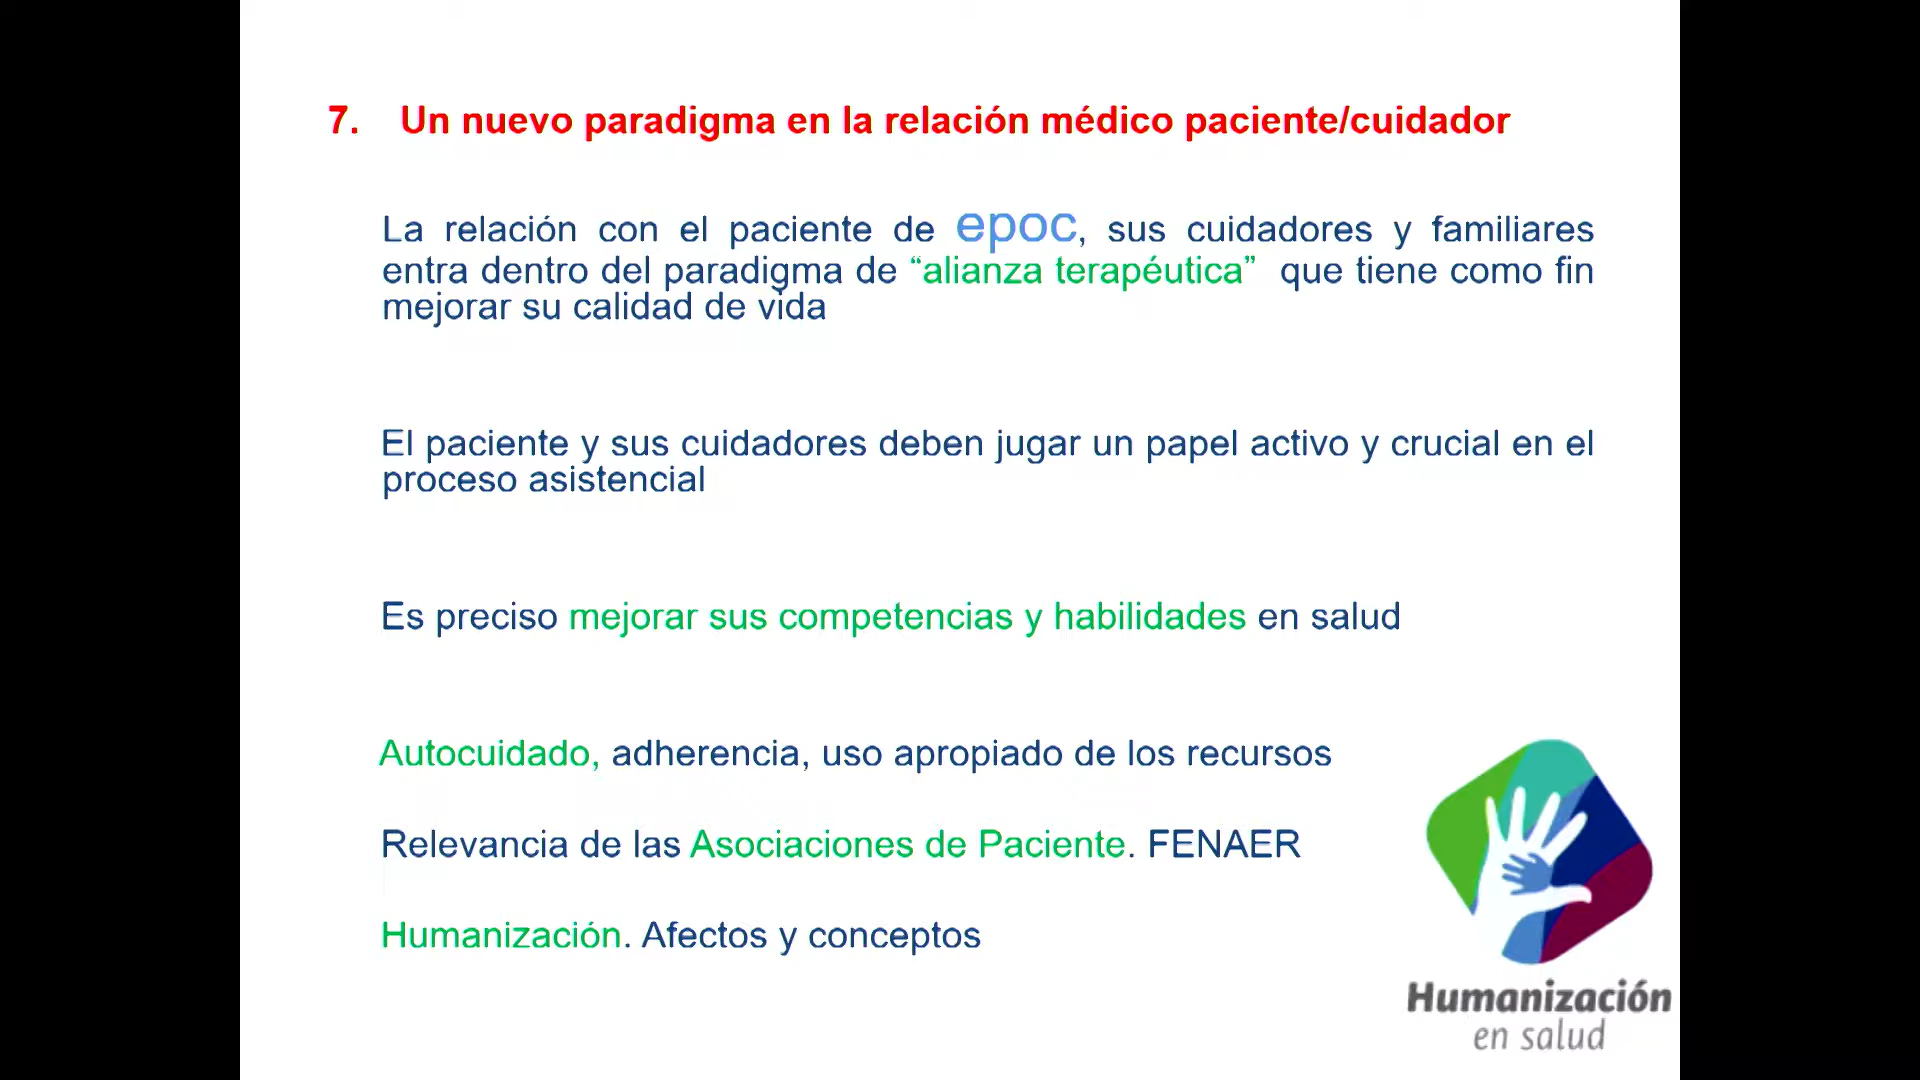 7. Un nuevo paradigma en la relación médico paciente/cuidador
La relación con el paciente de epoc, sus cuidadores y familiares
entra dentro del paradigma de “alianza terapéutica” que tiene como fin
mejorar su calidad de vida
El paciente y sus cuidadores deben jugar un papel activo y crucial en el
proceso asistencial
Es preciso mejorar sus competencias y habilidades en salud
Autocuidado, adherencia, uso apropiado de los recursos
Relevancia de las Asociaciones de Paciente. FENAER
Humanización. Afectos y conceptos
Humanización
en salud